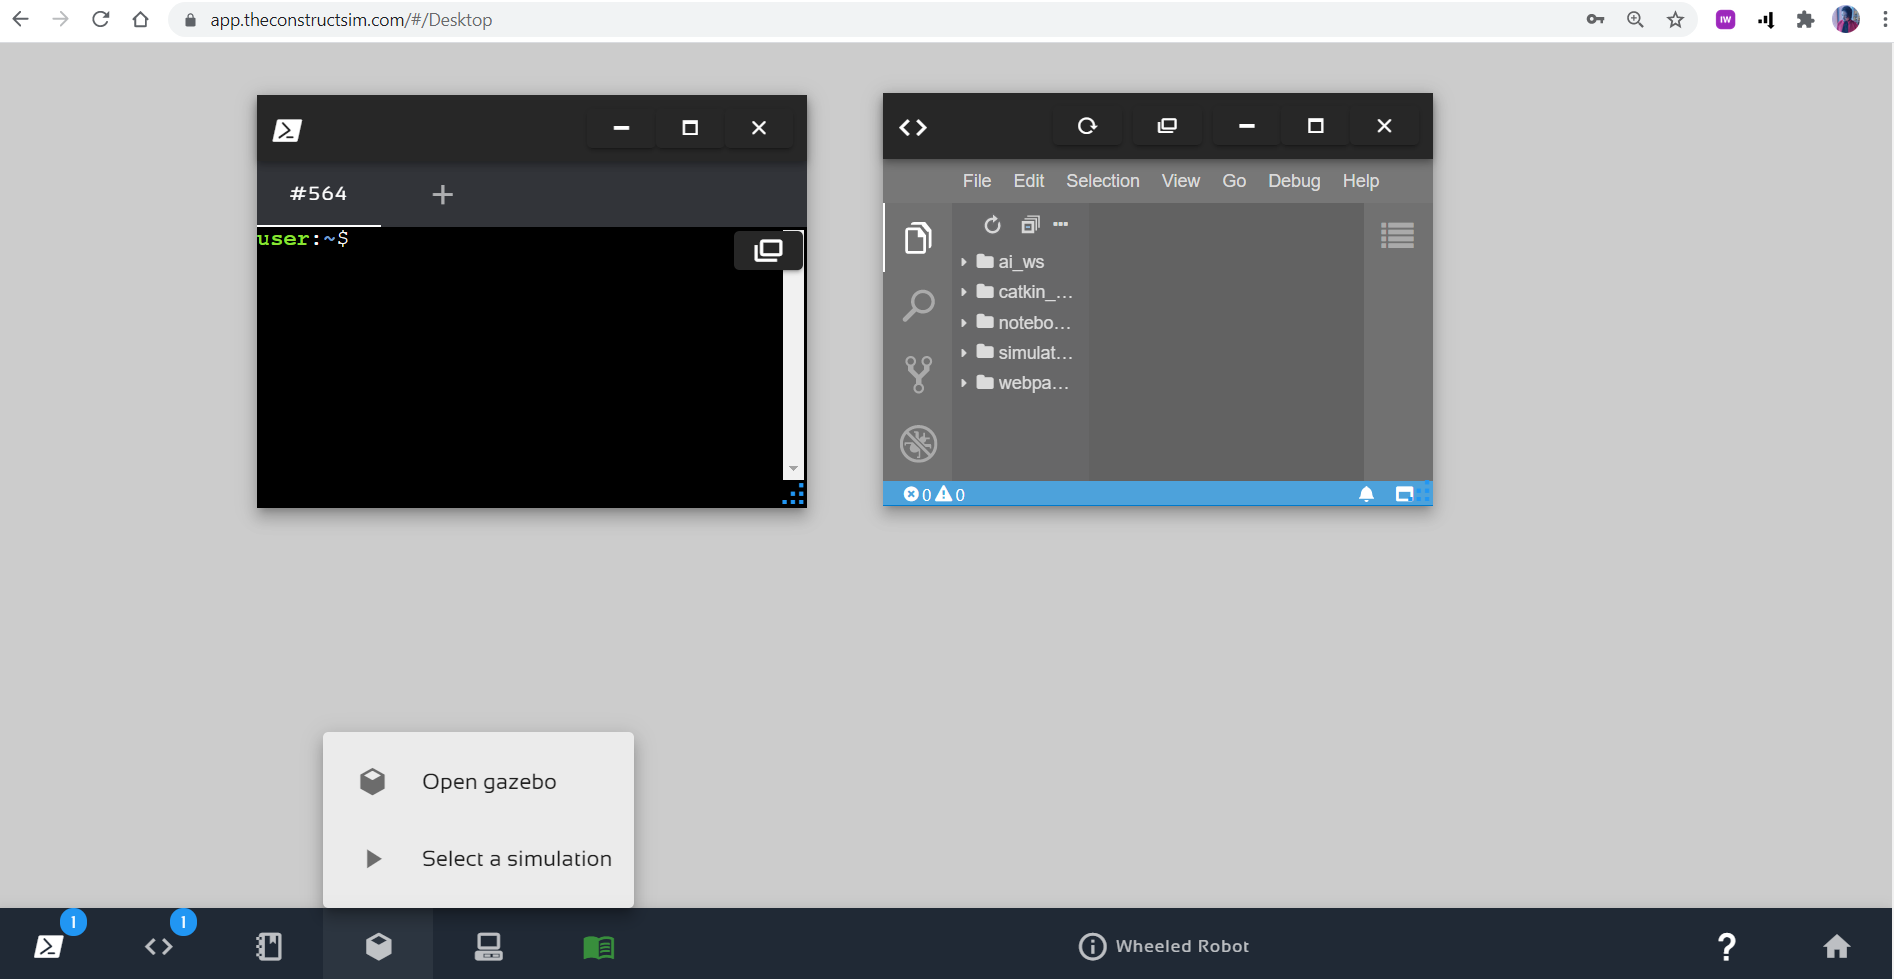 app.theconstructsim.com/#/Desktop
IW
#564
user:~$
File Edit Selection View Go Debug Help
ai_ws
catkin_...
notebo...
simulat...
webpa...
0 0
Open gazebo
Select a simulation
1
1
Wheeled Robot
?